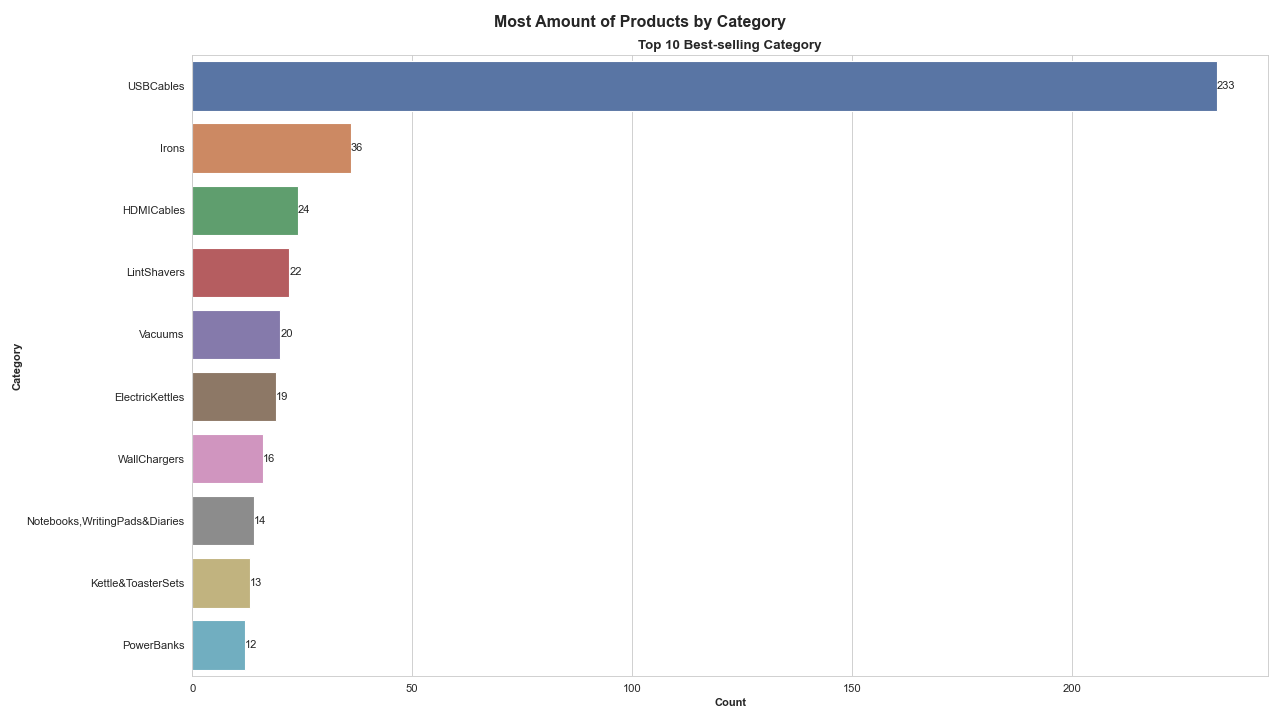 Most Amount of Products by Category
Top 10 Best-selling Category
USBCables 233
Irons 36
HDMICables 24
LintShavers 22
Vacuums 20
ElectricKettles 19
WallChargers 16
Notebooks,WritingPads&Diaries 14
Kettle&ToasterSets 13
PowerBanks 12
Category
0 50 100 150 200
Count